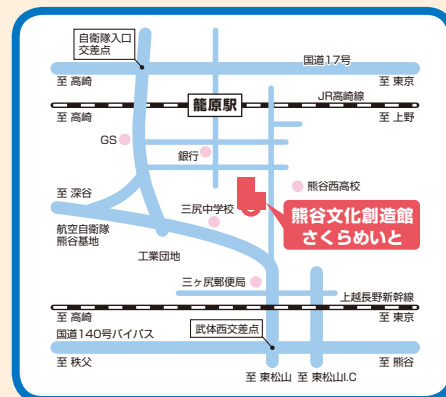 自衛隊入口
交差点
国道17号
至 高崎
至 東京
JR高崎線
籠原駅
至 高崎
至 上野
GS
銀行
熊谷西高校
至 深谷
三尻中学校
熊谷文化創造館
さくらめいと
航空自衛隊
熊谷基地
工業団地
三ヶ尻郵便局
上越長野新幹線
至 高崎
至 東京
国道140号バイパス
武体西交差点
至 秩父
至 熊谷
至 東松山
至 東松山I.C